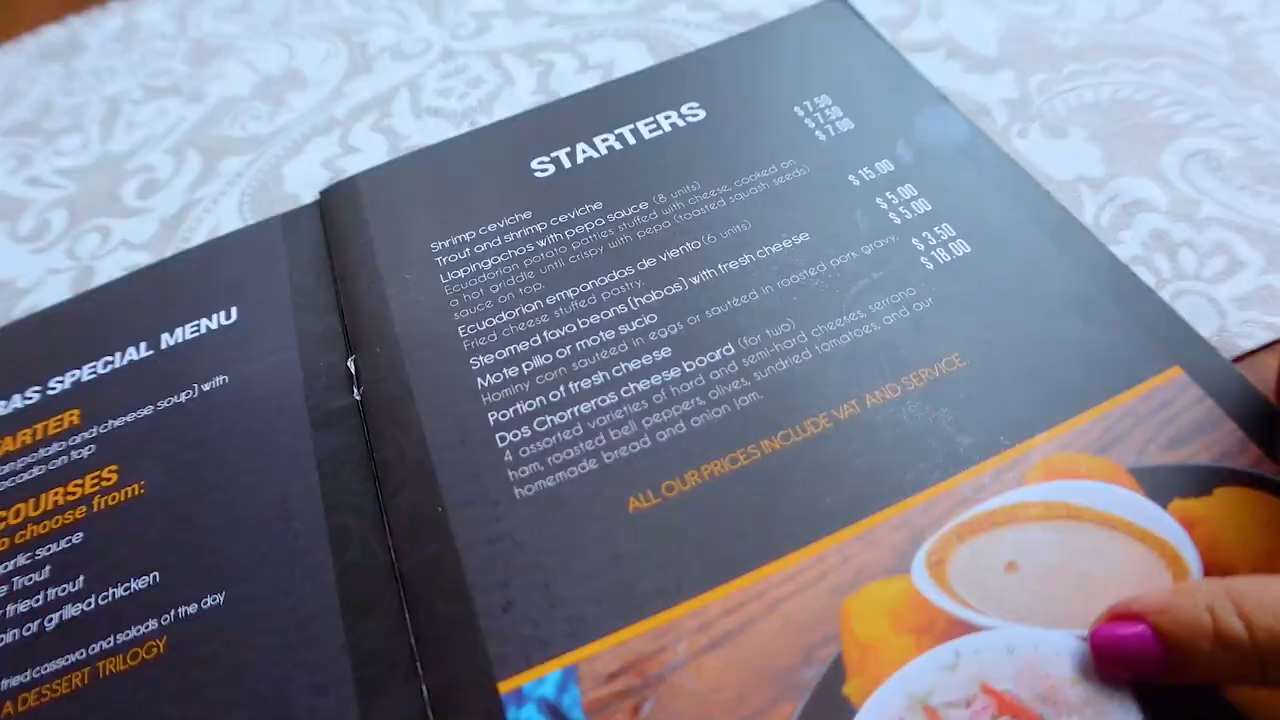 BAS SPECIAL MENU
ARTER
an potato and cheese soup) with
ocado on top
COURSES
o choose from:
arlic sauce
e Trout
r fried trout
oin or grilled chicken
fried cassava and salads of the day
A DESSERT TRILOGY
STARTERS
Shrimp ceviche $ 7.50
Trout and shrimp ceviche $ 7.50
Llapingachos with pepa sauce (8 units) $ 7.00
Ecuadorian potato patties stuffed with cheese, cooked on
a hot griddle until crispy with pepa (toasted squash seeds)
sauce on top.
Ecuadorian empanadas de viento (6 units) $ 15.00
Fried cheese stuffed pastry.
Steamed fava beans (habas) with fresh cheese $ 5.00
Mote pillo or mote sucio $ 5.00
Hominy corn sautéed in eggs or sautéed in roasted pork gravy.
Portion of fresh cheese $ 3.50
Dos Chorreras cheese board (for two) $ 18.00
4 assorted varieties of hard and semi-hard cheeses, serrano
ham, roasted bell peppers, olives, sundried tomatoes, and our
homemade bread and onion jam.
ALL OUR PRICES INCLUDE VAT AND SERVICE.